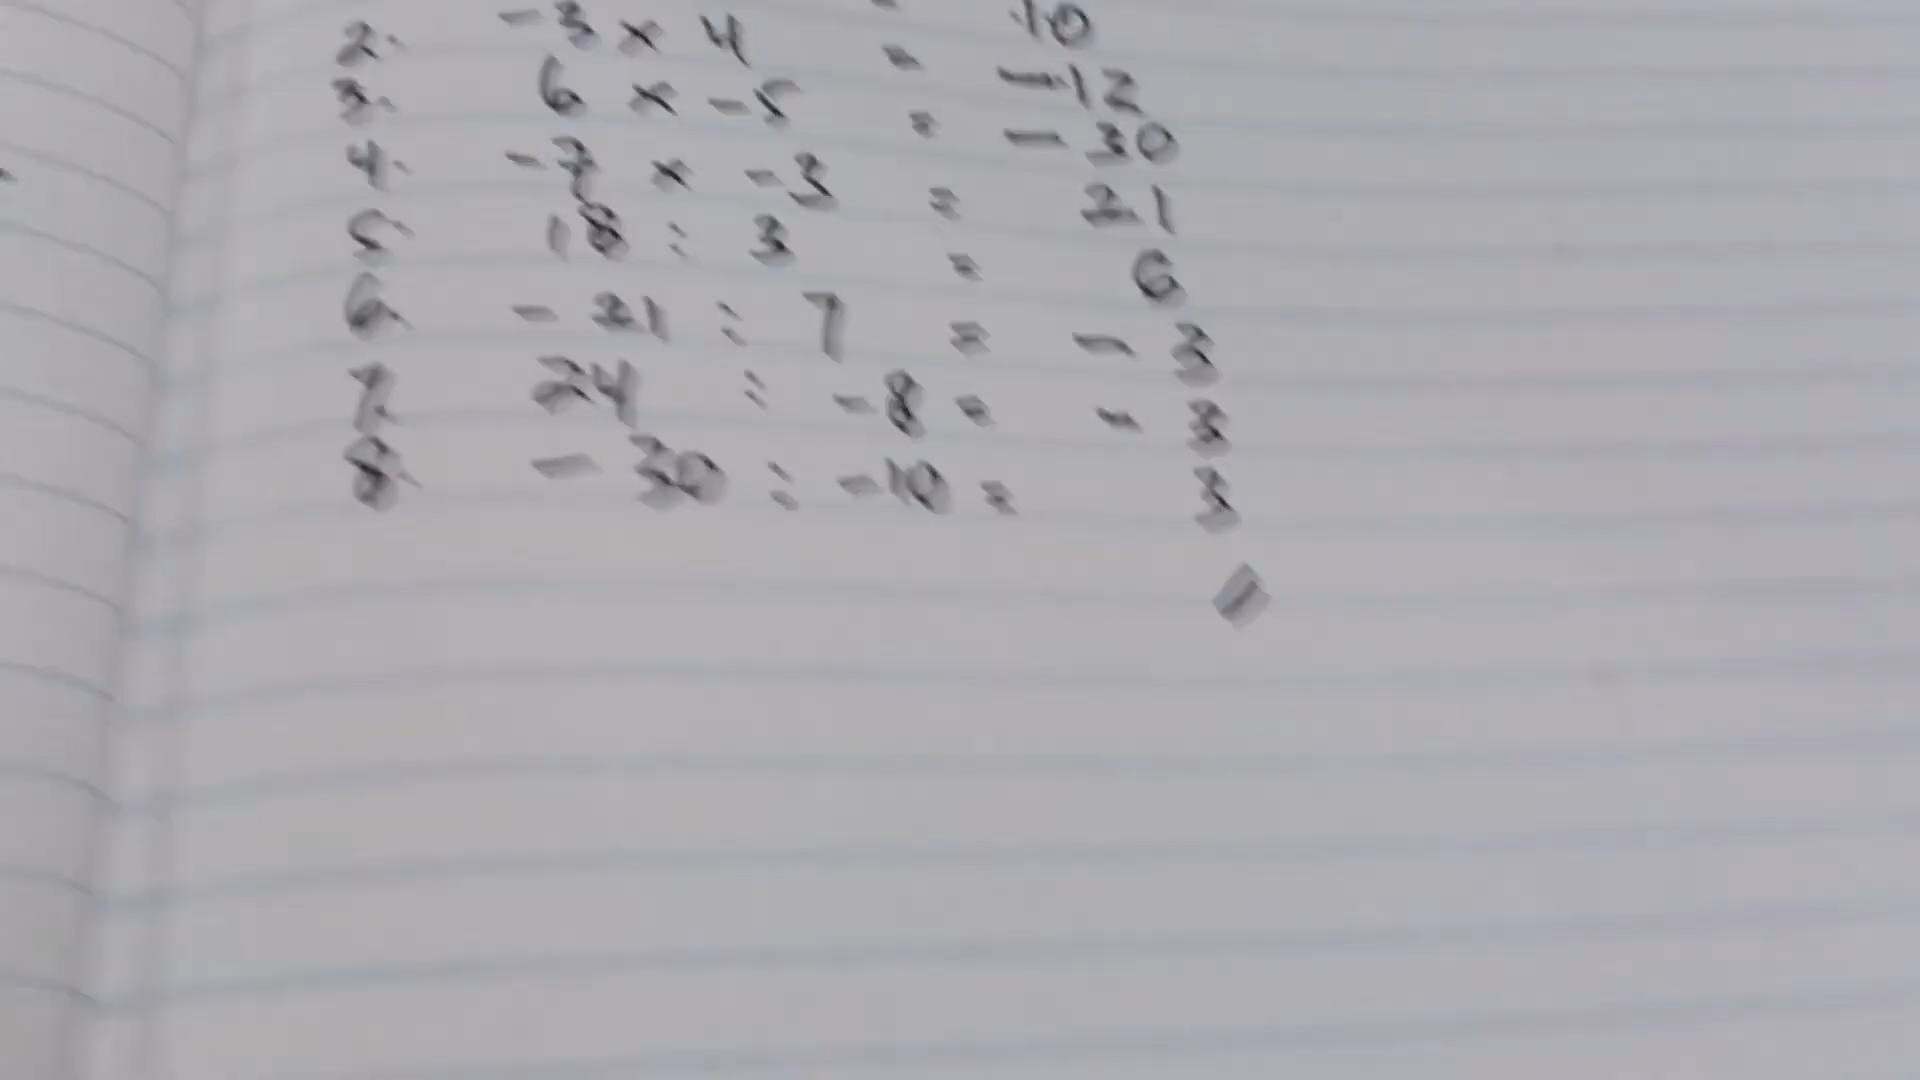 = 10
2. -3 × 4 = -12
3. 6 × -5 = -30
4. -7 × -3 = 21
5. 18 : 3 = 6
6. -21 : 7 = -3
7. 24 : -8 = -3
8. -30 : -10 = 3